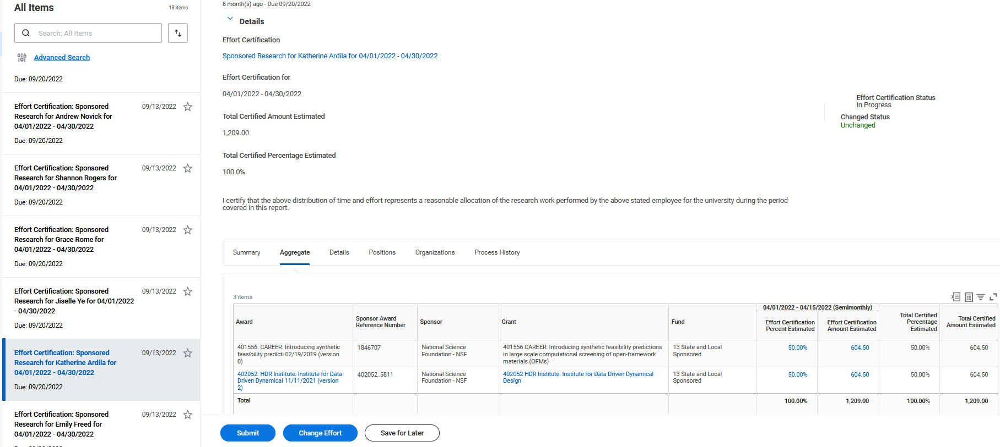 All Items
13 items
Search: All Items
Advanced Search
Due: 09/20/2022
Effort Certification: Sponsored
Research for Andrew Novick for
04/01/2022 - 04/30/2022
09/13/2022
Due: 09/20/2022
Effort Certification: Sponsored
Research for Shannon Rogers for
04/01/2022 - 04/30/2022
09/13/2022
Due: 09/20/2022
Effort Certification: Sponsored
Research for Grace Rome for
04/01/2022 - 04/30/2022
09/13/2022
Due: 09/20/2022
Effort Certification: Sponsored
Research for Jiselle Ye for 04/01/2022
- 04/30/2022
09/13/2022
Due: 09/20/2022
Effort Certification: Sponsored
Research for Katherine Ardila for
04/01/2022 - 04/30/2022
09/13/2022
Due: 09/20/2022
Effort Certification: Sponsored
Research for Emily Freed for
04/01/2022 - 04/30/2022
09/13/2022
8 month(s) ago - Due 09/20/2022
Details
Effort Certification
Sponsored Research for Katherine Ardila for 04/01/2022 - 04/30/2022
Effort Certification for
04/01/2022 - 04/30/2022
Total Certified Amount Estimated
1,209.00
Total Certified Percentage Estimated
100.0%
Effort Certification Status
In Progress
Changed Status
Unchanged
I certify that the above distribution of time and effort represents a reasonable allocation of the research work performed by the above stated employee for the university during the period
covered in this report.
Summary Aggregate Details Positions Organizations Process History
3 items
04/01/2022 - 04/15/2022 (Semimonthly)
Award
Sponsor Award
Reference Number
Sponsor
Grant
Fund
Effort Certification
Percent Estimated
Effort Certification
Amount Estimated
Total Certified
Percentage
Estimated
Total Certified
Amount Estimated
401556: CAREER: Introducing synthetic
feasibility predicti 02/19/2019 (version
0)
1846707
National Science
Foundation - NSF
401556 CAREER: Introducing synthetic feasibility predictions
in large scale computational screening of open-framework
materials (OFMs)
13 State and Local
Sponsored
50.00%
604.50
50.00%
604.50
402052: HDR Institute: Institute for Data
Driven Dynamical 11/11/2021 (version
2)
402052_5811
National Science
Foundation - NSF
402052 HDR Institute: Institute for Data Driven Dynamical
Design
13 State and Local
Sponsored
50.00%
604.50
50.00%
604.50
Total
100.00%
1,209.00
100.00%
1,209.00
Submit
Change Effort
Save for Later